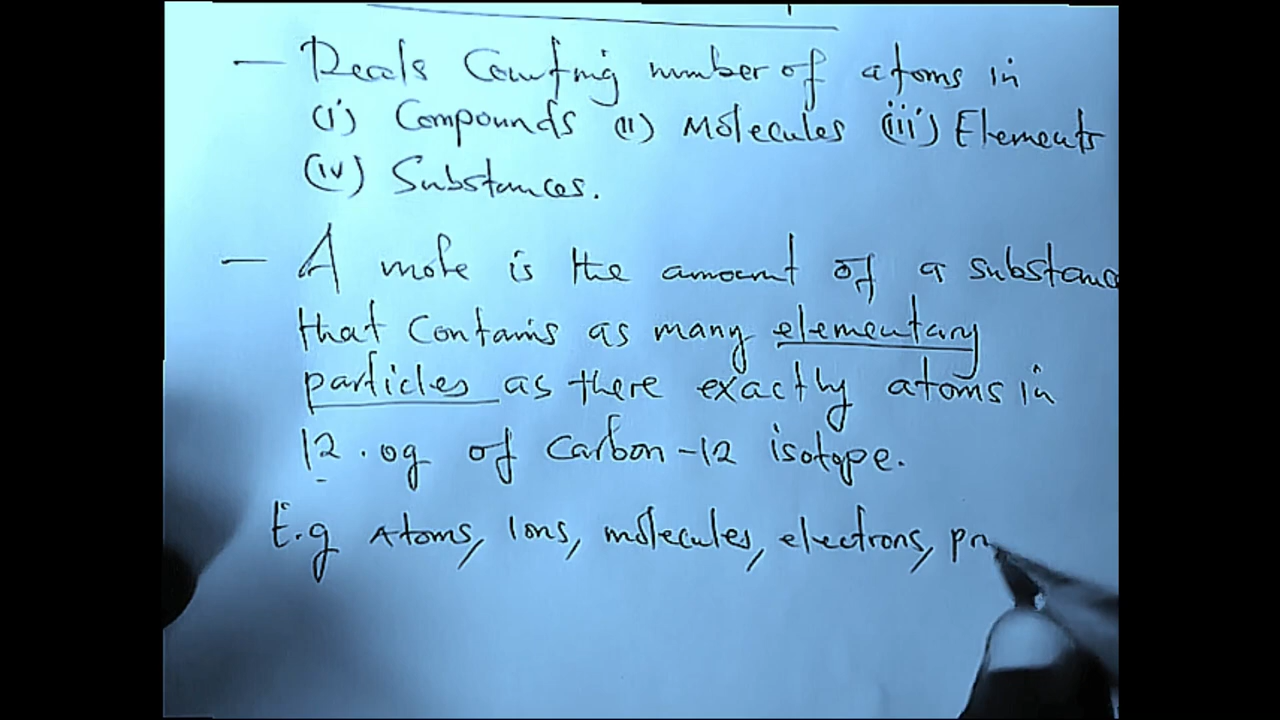 — Deals Counting number of atoms in
(i) Compounds (ii) Molecules (iii) Elements
(iv) Substances.
— A mole is the amount of a substance
that contains as many elementary
particles as there exactly atoms in
12.0g of Carbon-12 isotope.
E.g Atoms, Ions, molecules, electrons, pr